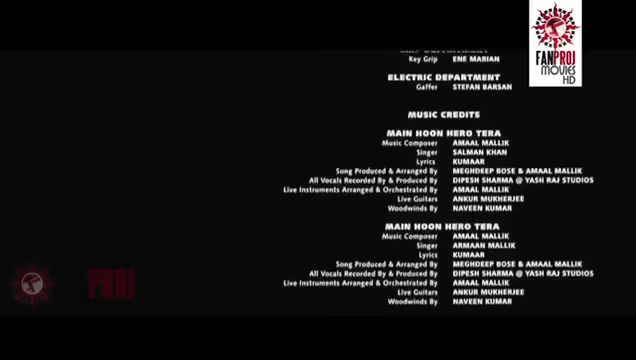 FANPROJ
MOVIES
HD
Key Grip ENE MARIAN
ELECTRIC DEPARTMENT
Gaffer STEFAN BARSAN
MUSIC CREDITS
MAIN HOON HERO TERA
Music Composer AMAAL MALLIK
Singer SALMAN KHAN
Lyrics KUMAAR
Song Produced & Arranged By MEGHDEEP BOSE & AMAAL MALLIK
All Vocals Recorded By & Produced By DIPESH SHARMA @ YASH RAJ STUDIOS
Live Instruments Arranged & Orchestrated By AMAAL MALLIK
Live Guitars ANKUR MUKHERJEE
Woodwinds By NAVEEN KUMAR
MAIN HOON HERO TERA
Music Composer AMAAL MALLIK
Singer ARMAAN MALLIK
Lyrics KUMAAR
Song Produced & Arranged By MEGHDEEP BOSE & AMAAL MALLIK
All Vocals Recorded By & Produced By DIPESH SHARMA @ YASH RAJ STUDIOS
Live Instruments Arranged & Orchestrated By AMAAL MALLIK
Live Guitars ANKUR MUKHERJEE
Woodwinds By NAVEEN KUMAR
PROJ